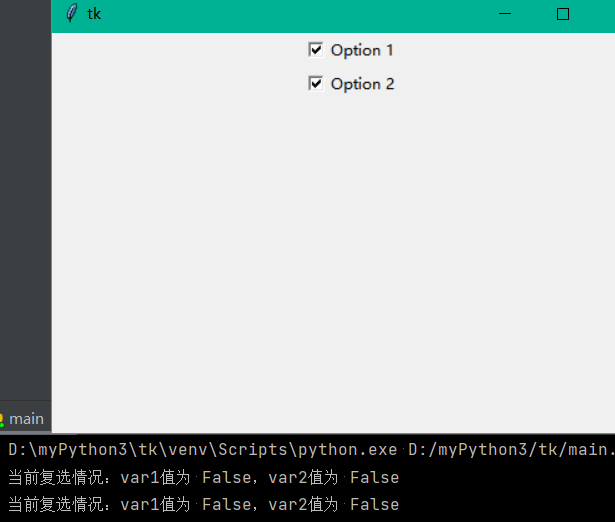 tk
Option 1
Option 2
main
D:\myPython3\tk\venv\Scripts\python.exe D:/myPython3/tk/main.
当前复选情况：var1值为 False，var2值为 False
当前复选情况：var1值为 False，var2值为 False